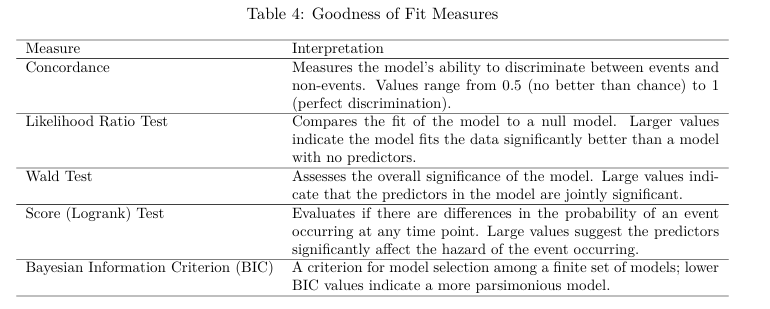 Table 4: Goodness of Fit Measures
Measure Interpretation
Concordance Measures the model's ability to discriminate between events and
non-events. Values range from 0.5 (no better than chance) to 1
(perfect discrimination).
Likelihood Ratio Test Compares the fit of the model to a null model. Larger values
indicate the model fits the data significantly better than a model
with no predictors.
Wald Test Assesses the overall significance of the model. Large values indi-
cate that the predictors in the model are jointly significant.
Score (Logrank) Test Evaluates if there are differences in the probability of an event
occurring at any time point. Large values suggest the predictors
significantly affect the hazard of the event occurring.
Bayesian Information Criterion (BIC) A criterion for model selection among a finite set of models; lower
BIC values indicate a more parsimonious model.